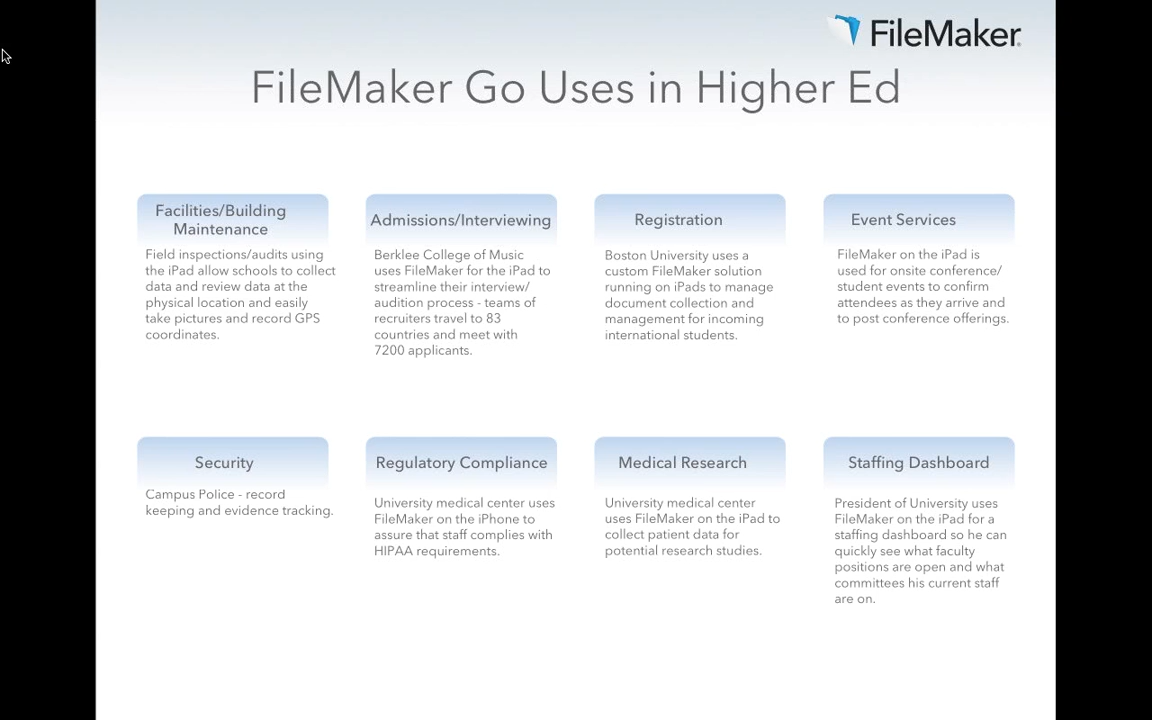 FileMaker
FileMaker Go Uses in Higher Ed
Facilities/Building
Maintenance
Field inspections/audits using
the iPad allow schools to collect
data and review data at the
physical location and easily
take pictures and record GPS
coordinates.
Admissions/Interviewing
Berklee College of Music
uses FileMaker for the iPad to
streamline their interview/
audition process - teams of
recruiters travel to 83
countries and meet with
7200 applicants.
Registration
Boston University uses a
custom FileMaker solution
running on iPads to manage
document collection and
management for incoming
international students.
Event Services
FileMaker on the iPad is
used for onsite conference/
student events to confirm
attendees as they arrive and
to post conference offerings.
Security
Campus Police - record
keeping and evidence tracking.
Regulatory Compliance
University medical center uses
FileMaker on the iPhone to
assure that staff complies with
HIPAA requirements.
Medical Research
University medical center
uses FileMaker on the iPad to
collect patient data for
potential research studies.
Staffing Dashboard
President of University uses
FileMaker on the iPad for a
staffing dashboard so he can
quickly see what faculty
positions are open and what
committees his current staff
are on.